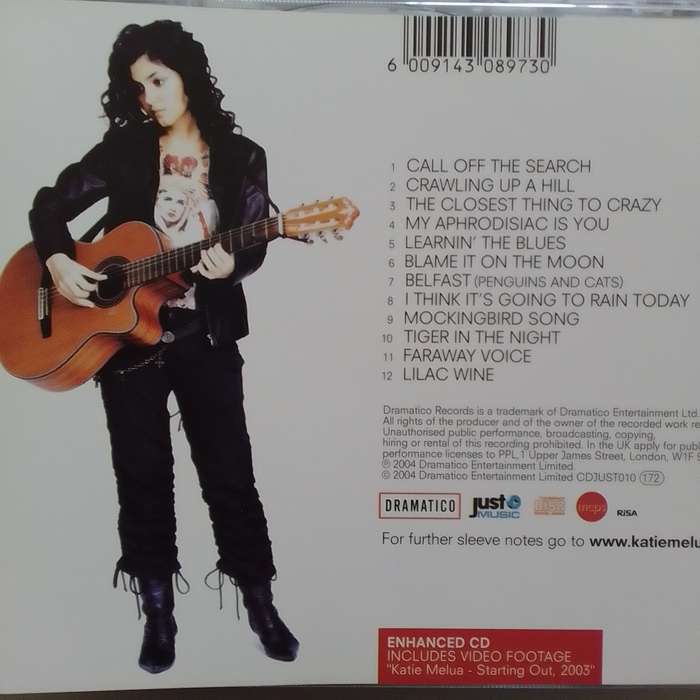 6 009143 089730
1 CALL OFF THE SEARCH
2 CRAWLING UP A HILL
3 THE CLOSEST THING TO CRAZY
4 MY APHRODISIAC IS YOU
5 LEARNIN' THE BLUES
6 BLAME IT ON THE MOON
7 BELFAST (PENGUINS AND CATS)
8 I THINK IT'S GOING TO RAIN TODAY
9 MOCKINGBIRD SONG
10 TIGER IN THE NIGHT
11 FARAWAY VOICE
12 LILAC WINE
Dramatico Records is a trademark of Dramatico Entertainment Ltd.
All rights of the producer and of the owner of the recorded work re
Unauthorised public performance, broadcasting, copying,
hiring or rental of this recording prohibited. In the UK apply for publ
performance licenses to PPL, 1 Upper James Street, London, W1F 9
℗ 2004 Dramatico Entertainment Limited
© 2004 Dramatico Entertainment Limited CDJUST010 172
DRAMATICO just MUSIC mcps RiSA
For further sleeve notes go to www.katiemelu
ENHANCED CD
INCLUDES VIDEO FOOTAGE
"Katie Melua - Starting Out, 2003"